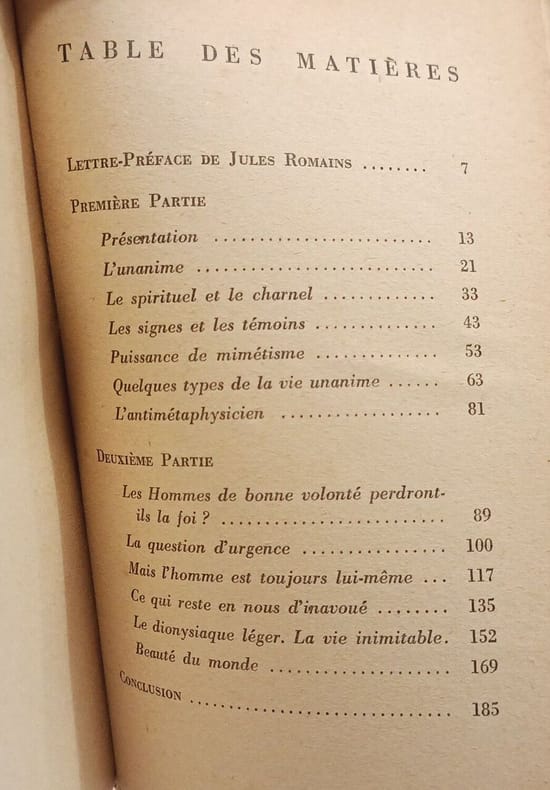 TABLE DES MATIÈRES
LETTRE-PRÉFACE DE JULES ROMAINS ........ 7
PREMIÈRE PARTIE
Présentation ........................ 13
L'unanime .......................... 21
Le spirituel et le charnel ............. 33
Les signes et les témoins .............. 43
Puissance de mimétisme .............. 53
Quelques types de la vie unanime ...... 63
L'antimétaphysicien .................. 81
DEUXIÈME PARTIE
Les Hommes de bonne volonté perdront-
ils la foi ? ......................... 89
La question d'urgence ................ 100
Mais l'homme est toujours lui-même ... 117
Ce qui reste en nous d'inavoué ........ 135
Le dionysiaque léger. La vie inimitable. 152
Beauté du monde .................... 169
CONCLUSION ............................. 185